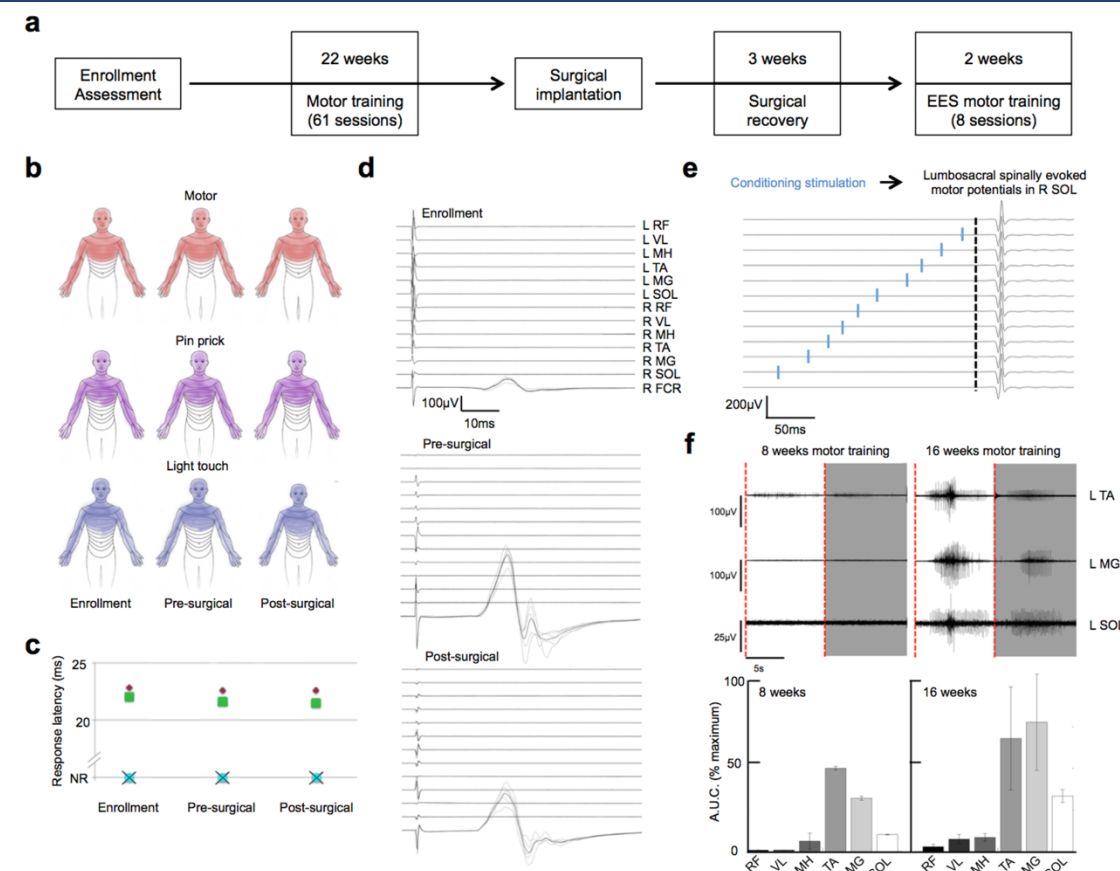 a
Enrollment
Assessment
22 weeks
Motor training
(61 sessions)
Surgical
implantation
3 weeks
Surgical
recovery
2 weeks
EES motor training
(8 sessions)
b
Motor
Pin prick
Light touch
Enrollment
Pre-surgical
Post-surgical
c
Response latency (ms)
25
20
NR
Enrollment
Pre-surgical
Post-surgical
d
Enrollment
L RF
L VL
L MH
L TA
L MG
L SOL
R RF
R VL
R MH
R TA
R MG
R SOL
R FCR
100µV
10ms
Pre-surgical
Post-surgical
e
Conditioning stimulation
Lumbosacral spinally evoked
motor potentials in R SOL
200µV
50ms
f
8 weeks motor training
16 weeks motor training
L TA
100µV
L MG
100µV
L SOL
25µV
5s
A.U.C. (% maximum)
100
50
0
8 weeks
16 weeks
RF
VL
MH
TA
MG
SOL
RF
VL
MH
TA
MG
SOL